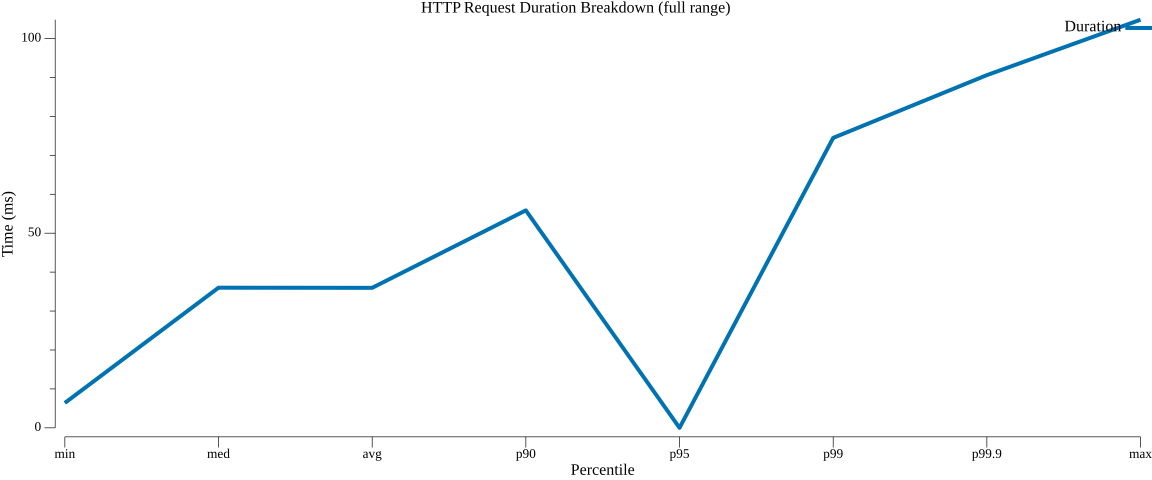 HTTP Request Duration Breakdown (full range)
Duration
100
50
0
Time (ms)
min med avg p90 p95 p99 p99.9 max
Percentile